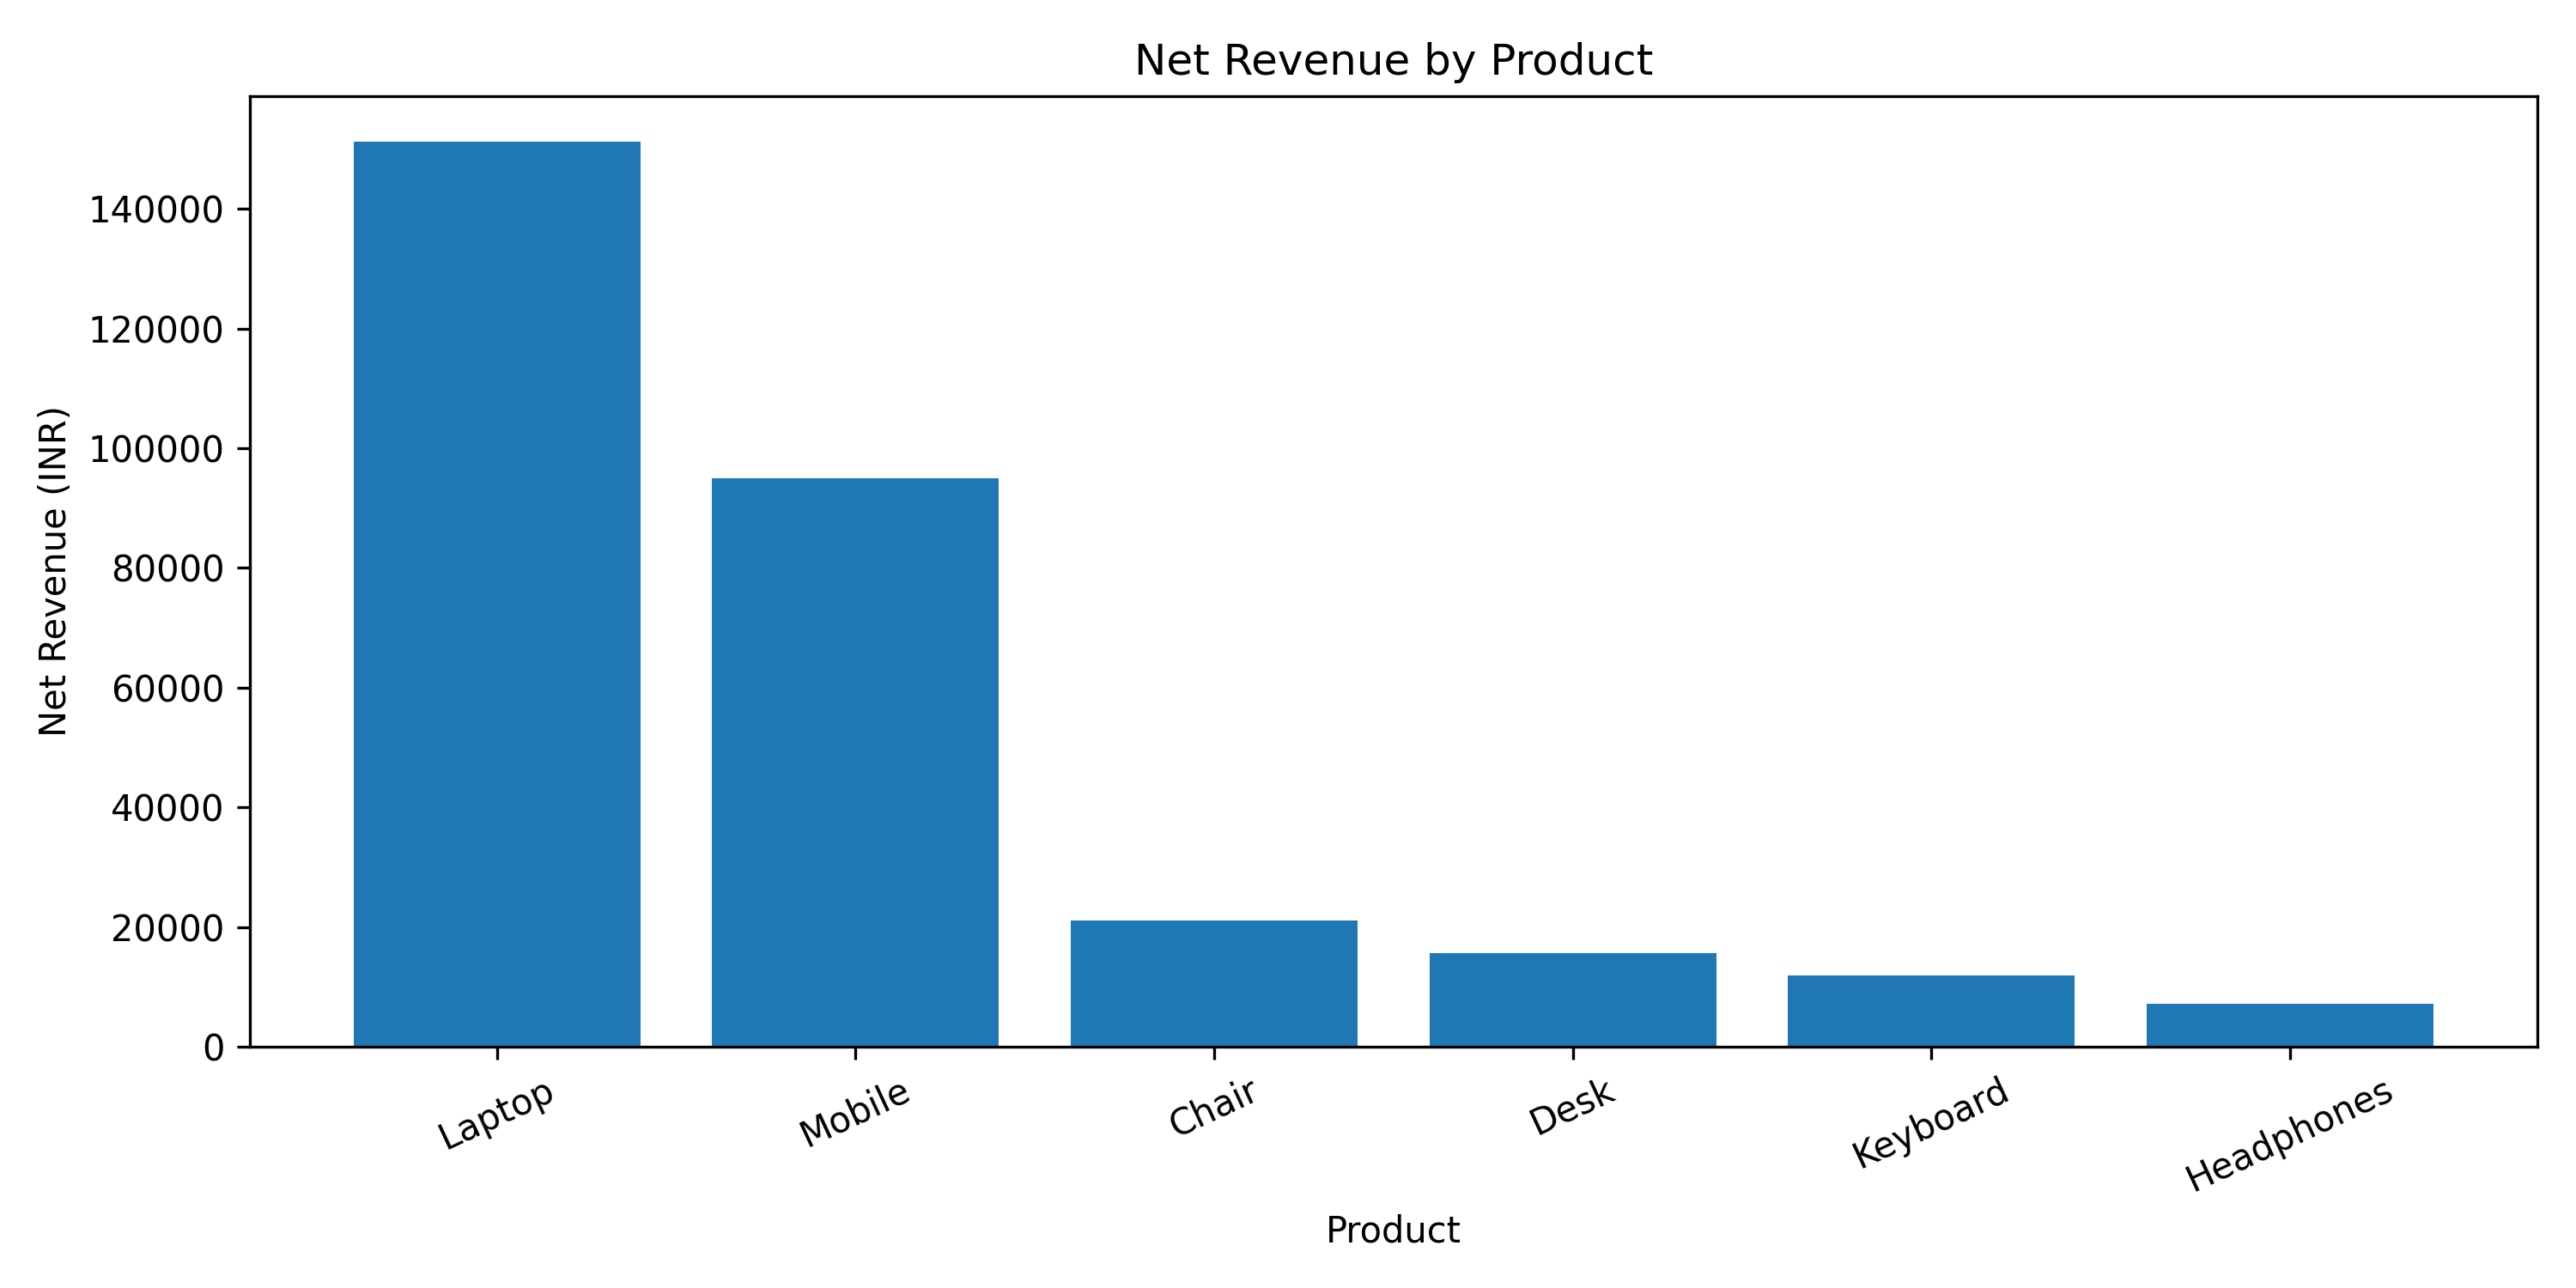 Net Revenue by Product
Net Revenue (INR)
140000
120000
100000
80000
60000
40000
20000
0
Laptop
Mobile
Chair
Desk
Keyboard
Headphones
Product